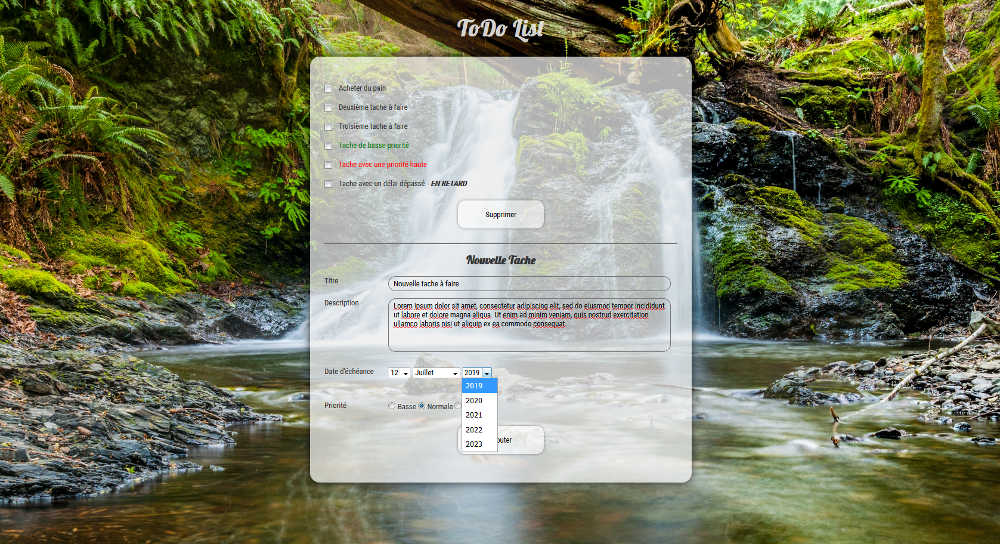 ToDo List
Acheter du pain
Deuxième tache à faire
Troisième tache à faire
Tache de basse priorité
Tache avec une priorité haute
Tache avec un délai dépassé - EN RETARD
Supprimer
Nouvelle Tache
Titre
Nouvelle tache à faire
Description
Lorem ipsum dolor sit amet, consectetur adipiscing elit, sed do eiusmod tempor incididunt
ut labore et dolore magna aliqua. Ut enim ad minim veniam, quis nostrud exercitation
ullamco laboris nisi ut aliquip ex ea commodo consequat.
Date d'échéance 12 Juillet 2019
2019
2020
2021
2022
2023
Priorité Basse Normale
outer